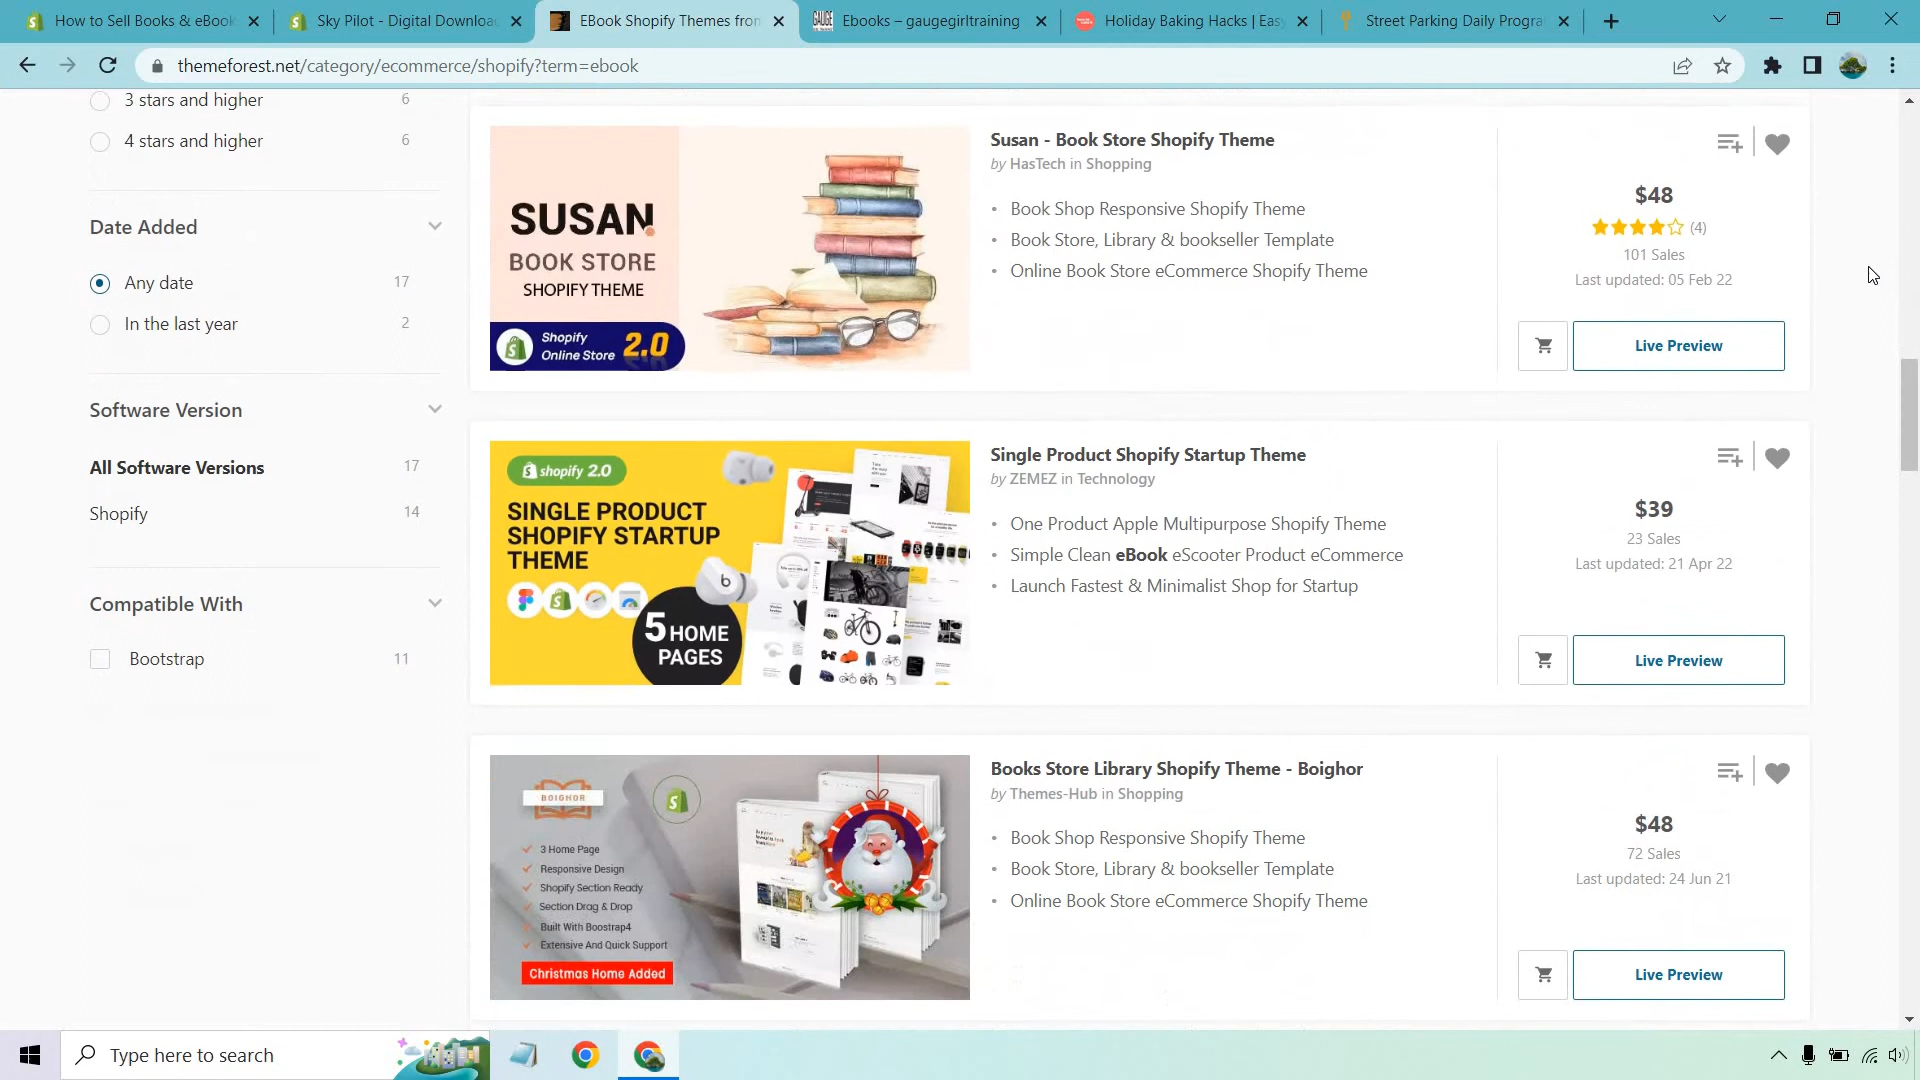 How to Sell Books & eBook
Sky Pilot - Digital Downloa
EBook Shopify Themes from
Ebooks – gaugegirltraining
Holiday Baking Hacks | Easy
Street Parking Daily Progra
themeforest.net/category/ecommerce/shopify?term=ebook
3 stars and higher 6
4 stars and higher 6
Date Added
Any date 17
In the last year 2
Software Version
All Software Versions 17
Shopify 14
Compatible With
Bootstrap 11
SUSAN
BOOK STORE
SHOPIFY THEME
Shopify
Online Store 2.0
Susan - Book Store Shopify Theme
by HasTech in Shopping
• Book Shop Responsive Shopify Theme
• Book Store, Library & bookseller Template
• Online Book Store eCommerce Shopify Theme
$48
(4)
101 Sales
Last updated: 05 Feb 22
Live Preview
shopify 2.0
SINGLE PRODUCT
SHOPIFY STARTUP
THEME
5 HOME
PAGES
Single Product Shopify Startup Theme
by ZEMEZ in Technology
• One Product Apple Multipurpose Shopify Theme
• Simple Clean eBook eScooter Product eCommerce
• Launch Fastest & Minimalist Shop for Startup
$39
23 Sales
Last updated: 21 Apr 22
Live Preview
BOIGHOR
3 Home Page
Responsive Design
Shopify Section Ready
Section Drag & Drop
Built With Boostrap4
Extensive And Quick Support
Christmas Home Added
Books Store Library Shopify Theme - Boighor
by Themes-Hub in Shopping
• Book Shop Responsive Shopify Theme
• Book Store, Library & bookseller Template
• Online Book Store eCommerce Shopify Theme
$48
72 Sales
Last updated: 24 Jun 21
Live Preview
Type here to search